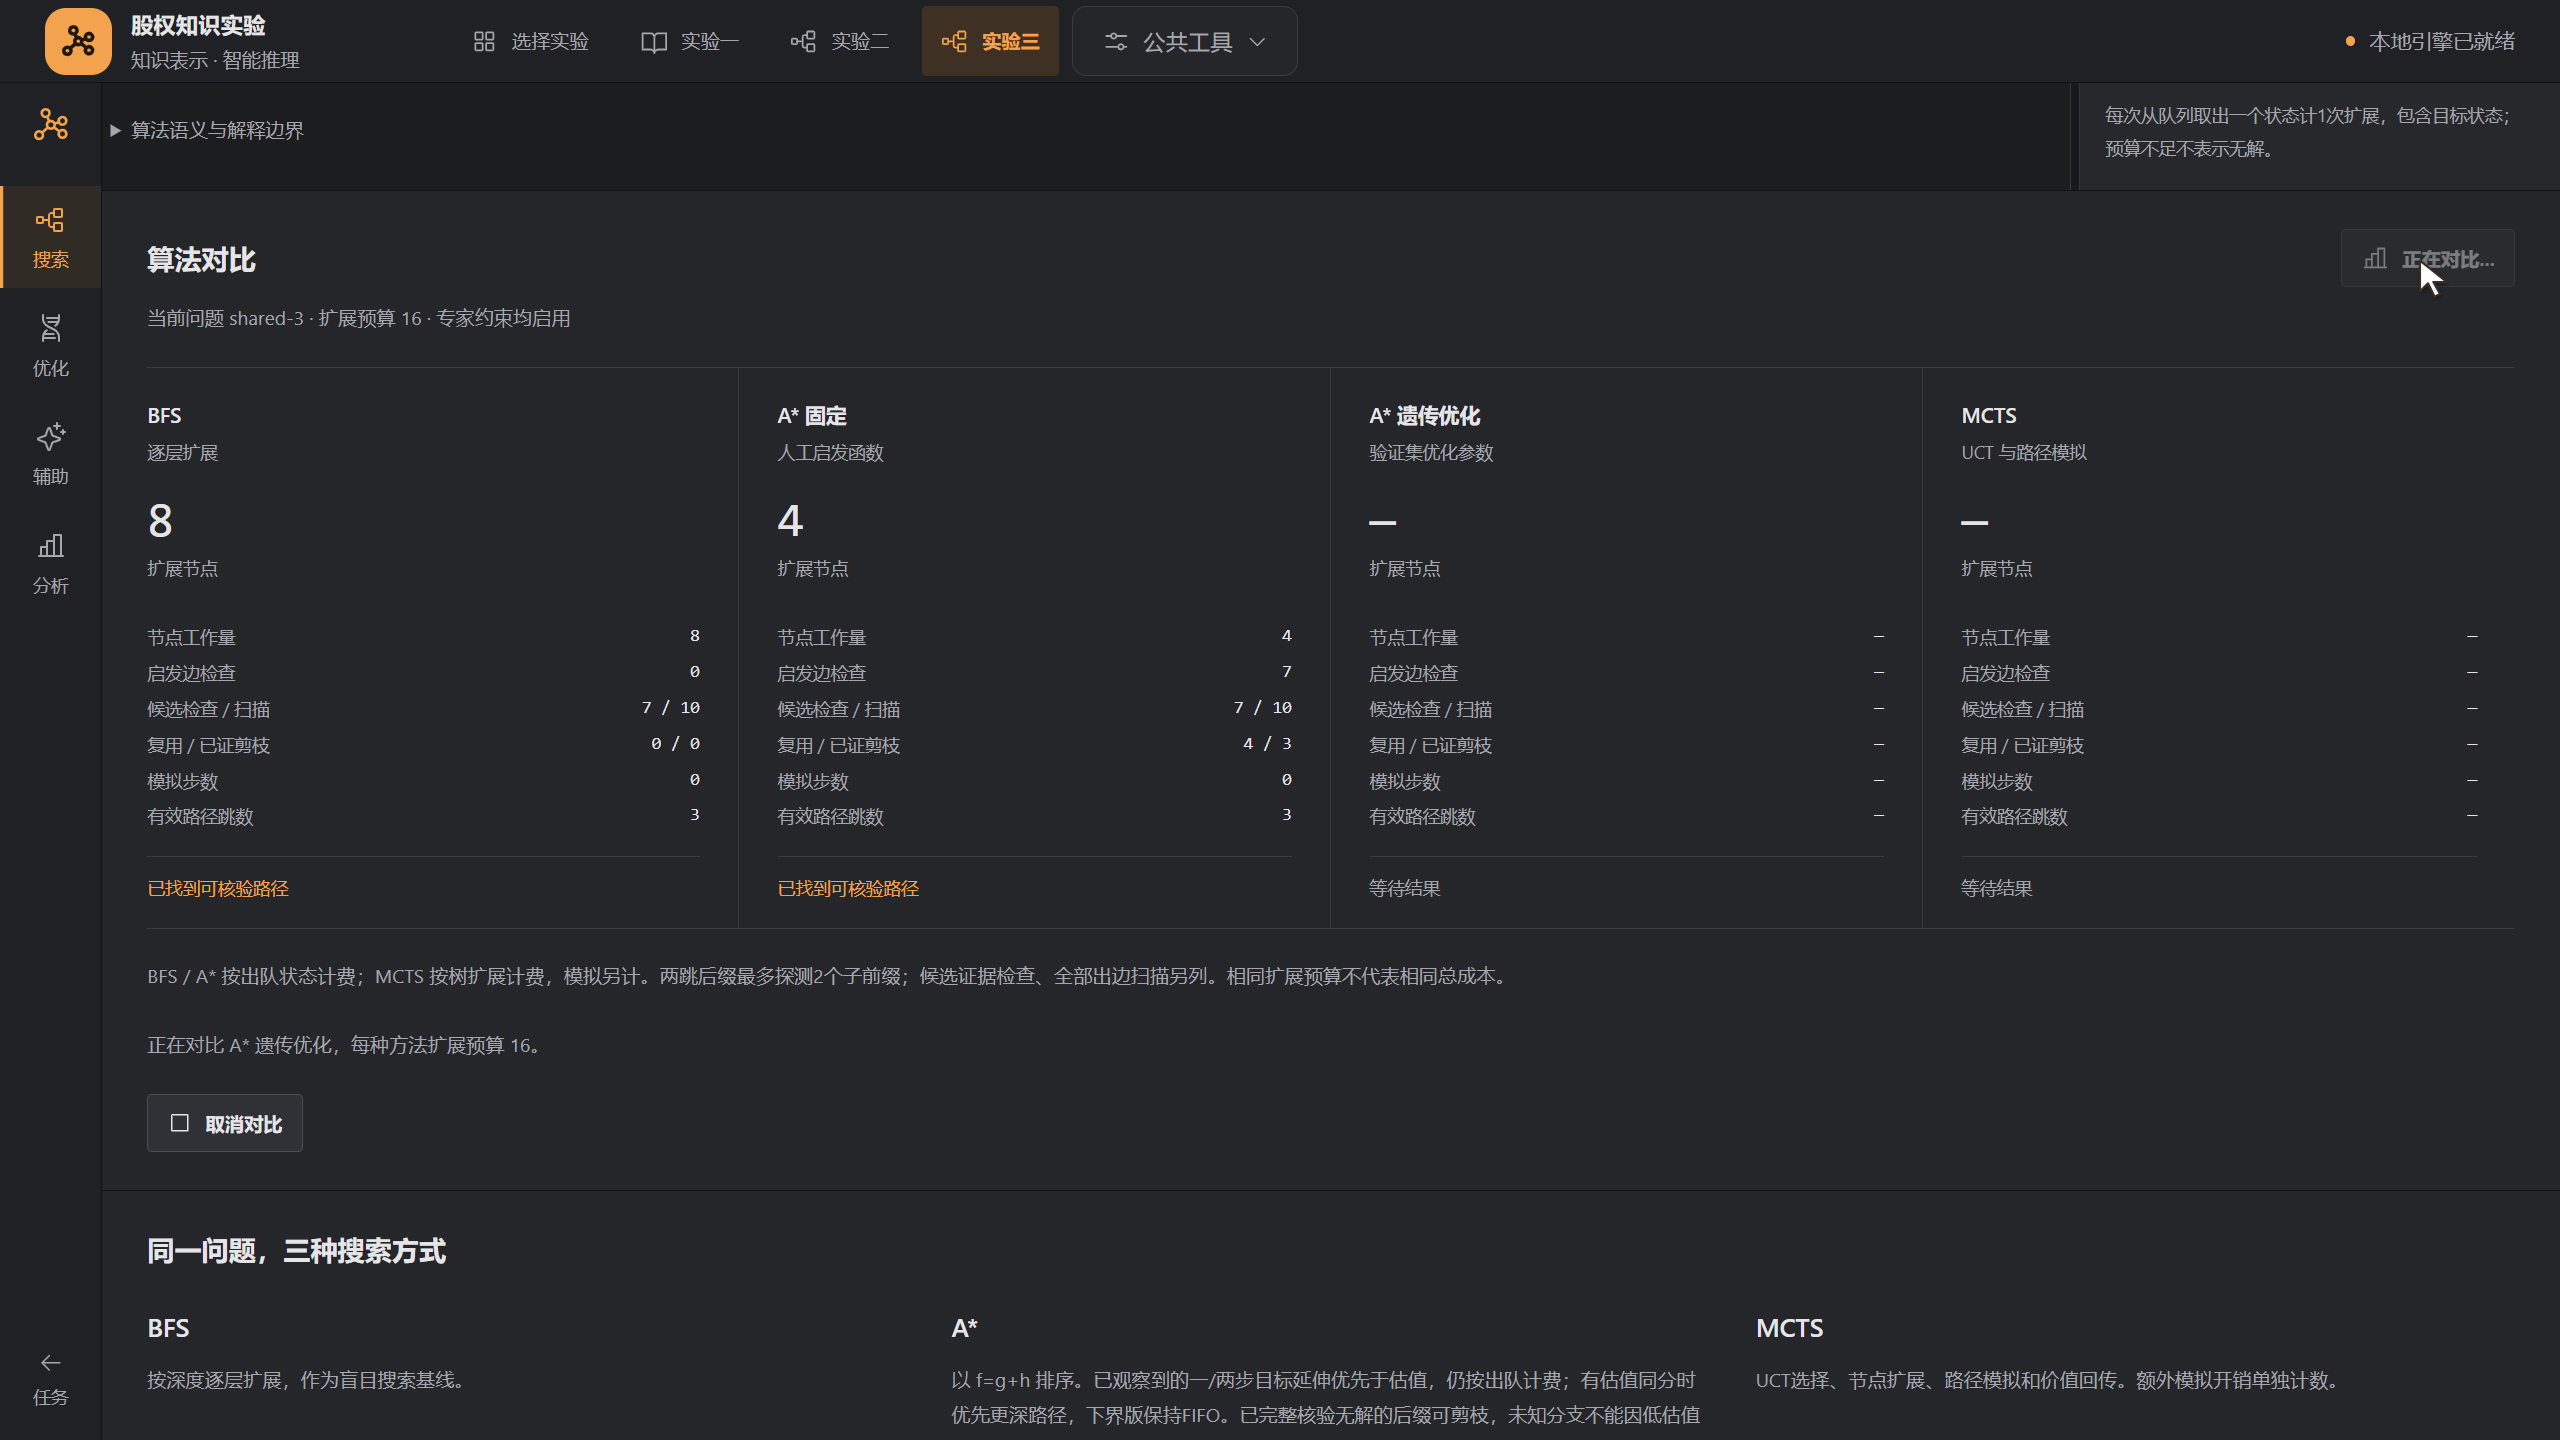 股权知识实验
知识表示 · 智能推理
选择实验
实验一
实验二
实验三
公共工具
本地引擎已就绪
搜索
优化
辅助
分析
任务
算法语义与解释边界
每次从队列取出一个状态计1次扩展，包含目标状态；
预算不足不表示无解。
算法对比
正在对比...
当前问题 shared-3 · 扩展预算 16 · 专家约束均启用
BFS
逐层扩展
8
扩展节点
节点工作量 8
启发边检查 0
候选检查 / 扫描 7 / 10
复用 / 已证剪枝 0 / 0
模拟步数 0
有效路径跳数 3
已找到可核验路径
A* 固定
人工启发函数
4
扩展节点
节点工作量 4
启发边检查 7
候选检查 / 扫描 7 / 10
复用 / 已证剪枝 4 / 3
模拟步数 0
有效路径跳数 3
已找到可核验路径
A* 遗传优化
验证集优化参数
—
扩展节点
节点工作量 —
启发边检查 —
候选检查 / 扫描 —
复用 / 已证剪枝 —
模拟步数 —
有效路径跳数 —
等待结果
MCTS
UCT 与路径模拟
—
扩展节点
节点工作量 —
启发边检查 —
候选检查 / 扫描 —
复用 / 已证剪枝 —
模拟步数 —
有效路径跳数 —
等待结果
BFS / A* 按出队状态计费；MCTS 按树扩展计费，模拟另计。两跳后缀最多探测2个子前缀；候选证据检查、全部出边扫描另列。相同扩展预算不代表相同总成本。
正在对比 A* 遗传优化，每种方法扩展预算 16。
取消对比
同一问题，三种搜索方式
BFS
按深度逐层扩展，作为盲目搜索基线。
A*
以 f=g+h 排序。已观察到的一/两步目标延伸优先于估值，仍按出队计费；有估值同分时
优先更深路径，下界版保持FIFO。已完整核验无解的后缀可剪枝，未知分支不能因低估值
MCTS
UCT选择、节点扩展、路径模拟和价值回传。额外模拟开销单独计数。